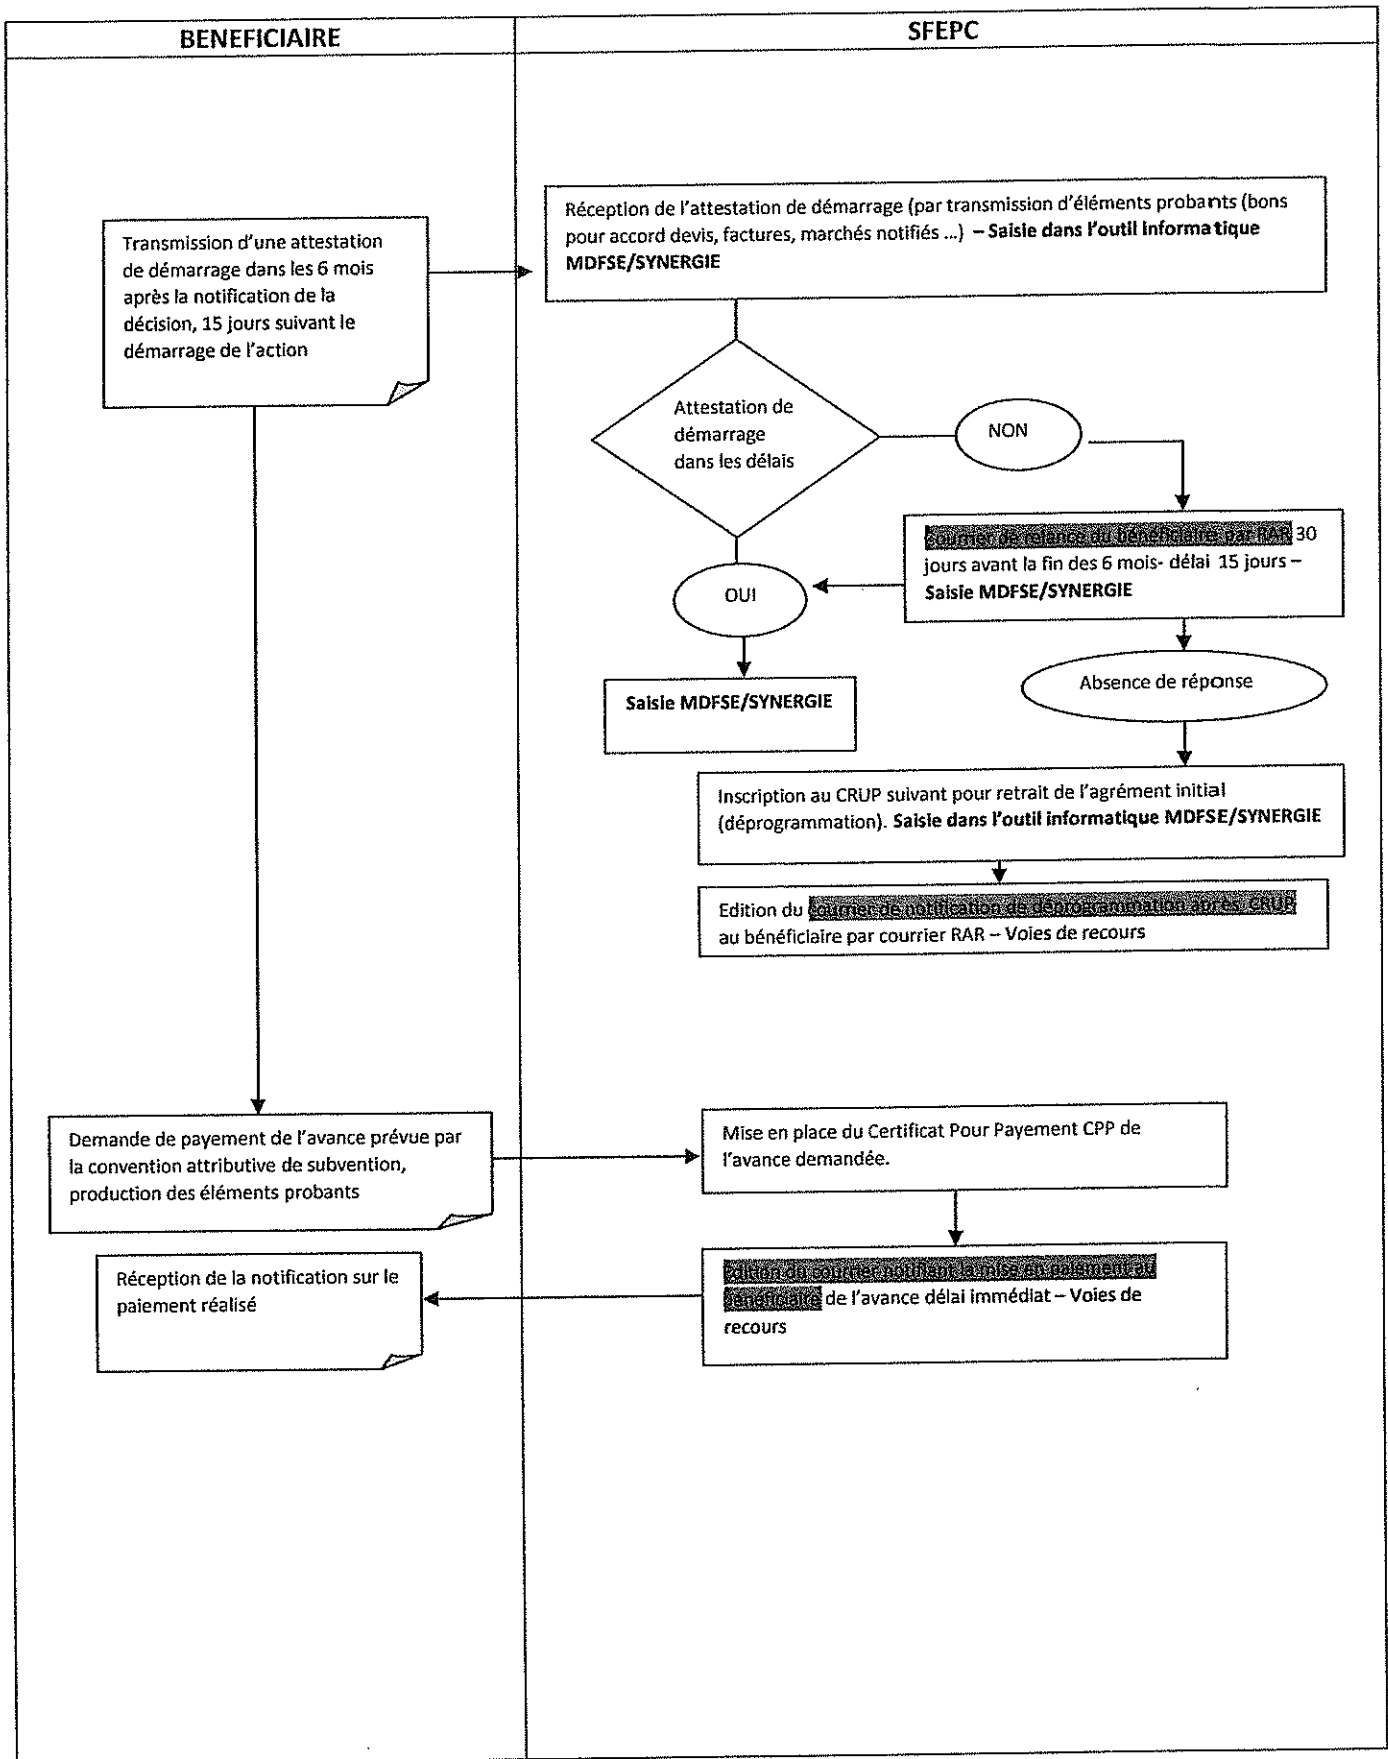 BENEFICIAIRE
SFEPC
Transmission d'une attestation
de démarrage dans les 6 mois
après la notification de la
décision, 15 jours suivant le
démarrage de l'action
Réception de l'attestation de démarrage (par transmission d'éléments probants (bons
pour accord devis, factures, marchés notifiés ...) – Saisie dans l'outil informatique
MDFSE/SYNERGIE
Attestation de
démarrage
dans les délais
NON
Courrier de relance du bénéficiaire par RAR 30
jours avant la fin des 6 mois- délai 15 jours –
Saisie MDFSE/SYNERGIE
OUI
Absence de réponse
Saisie MDFSE/SYNERGIE
Inscription au CRUP suivant pour retrait de l'agrément initial
(déprogrammation). Saisie dans l'outil informatique MDFSE/SYNERGIE
Edition du courrier de notification de déprogrammation après CRUP
au bénéficiaire par courrier RAR – Voies de recours
Demande de payement de l'avance prévue par
la convention attributive de subvention,
production des éléments probants
Mise en place du Certificat Pour Payement CPP de
l'avance demandée.
Réception de la notification sur le
paiement réalisé
Edition du courrier notifiant la mise en paiement au
bénéficiaire de l'avance délai immédiat – Voies de
recours